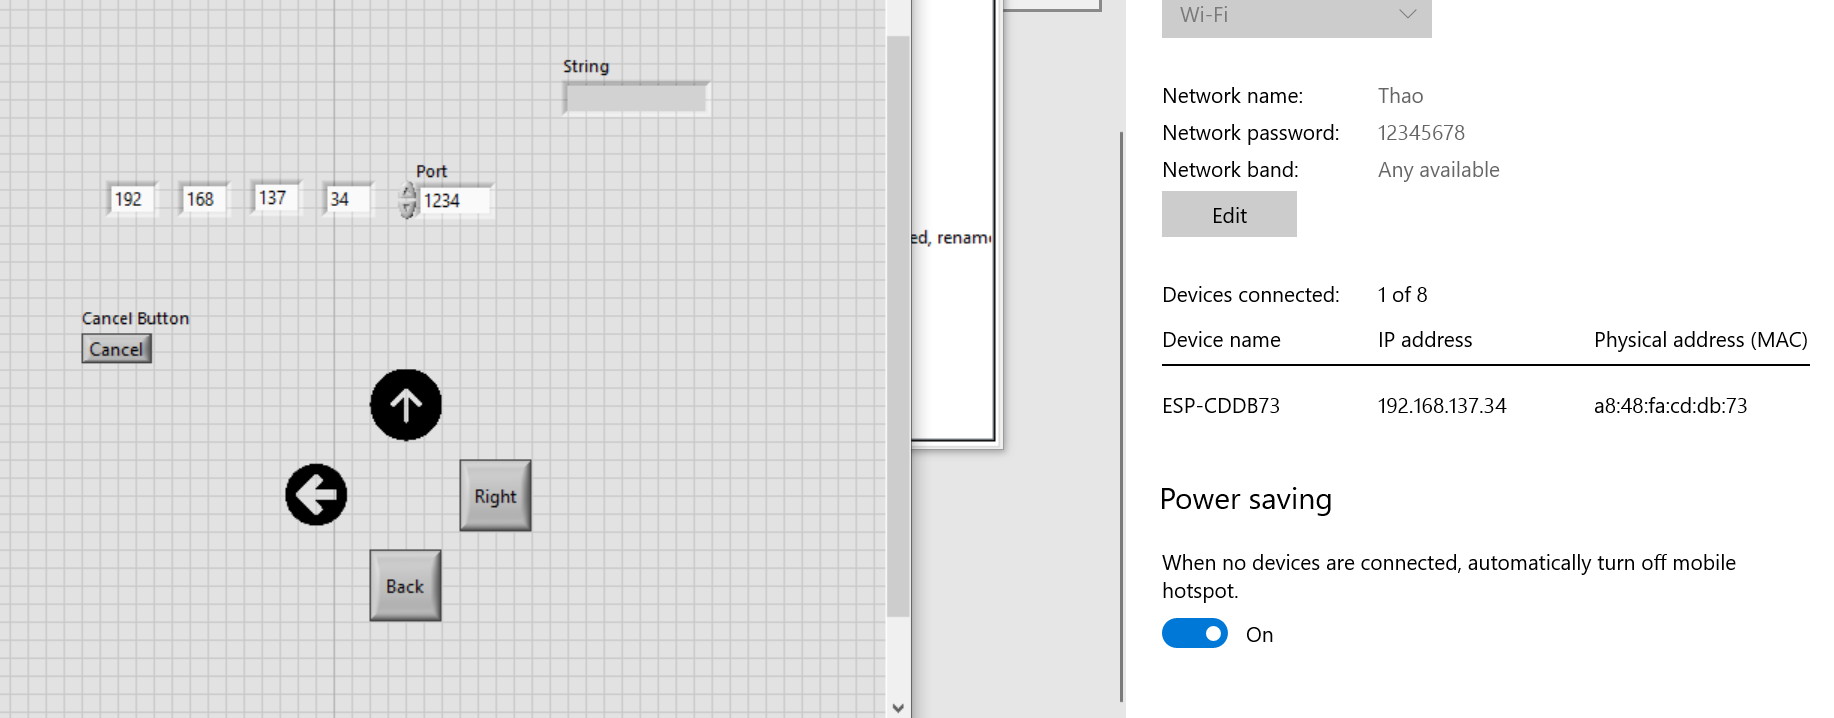 String
Port
192
168
137
34
1234
Cancel Button
Cancel
Right
Back
ed, rename
Wi-Fi
Network name: Thao
Network password: 12345678
Network band: Any available
Edit
Devices connected: 1 of 8
Device name IP address Physical address (MAC)
ESP-CDDB73 192.168.137.34 a8:48:fa:cd:db:73
Power saving
When no devices are connected, automatically turn off mobile
hotspot.
On